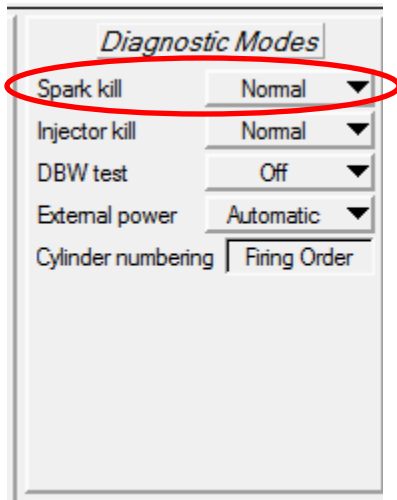 Diagnostic Modes
Spark kill Normal
Injector kill Normal
DBW test Off
External power Automatic
Cylinder numbering Firing Order